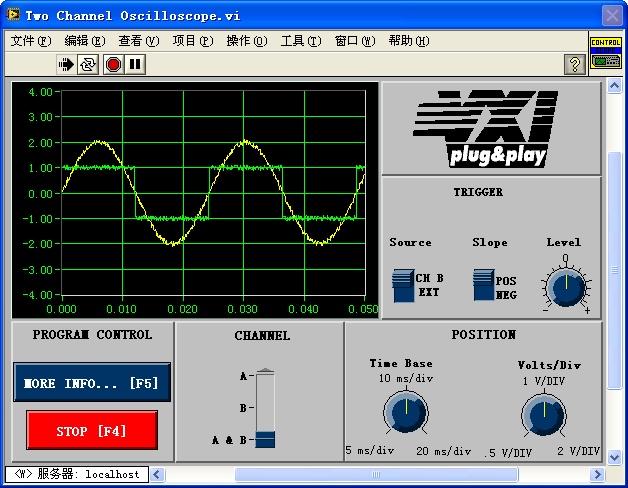 Two Channel Oscilloscope.vi
文件(F) 编辑(E) 查看(V) 项目(P) 操作(O) 工具(T) 窗口(W) 帮助(H)
CONTROL
?
4.00
3.00
2.00
1.00
0.00
-1.00
-2.00
-3.00
-4.00
0.000 0.010 0.020 0.030 0.040 0.050
VXI
plug&play
TRIGGER
Source Slope Level
0
CH B
EXT
POS
NEG
- +
PROGRAM CONTROL
MORE INFO... [F5]
STOP [F4]
CHANNEL
A
B
A & B
POSITION
Time Base
10 ms/div
5 ms/div 20 ms/div
Volts/Div
1 V/DIV
.5 V/DIV 2 V/DIV
<W> 服务器: localhost